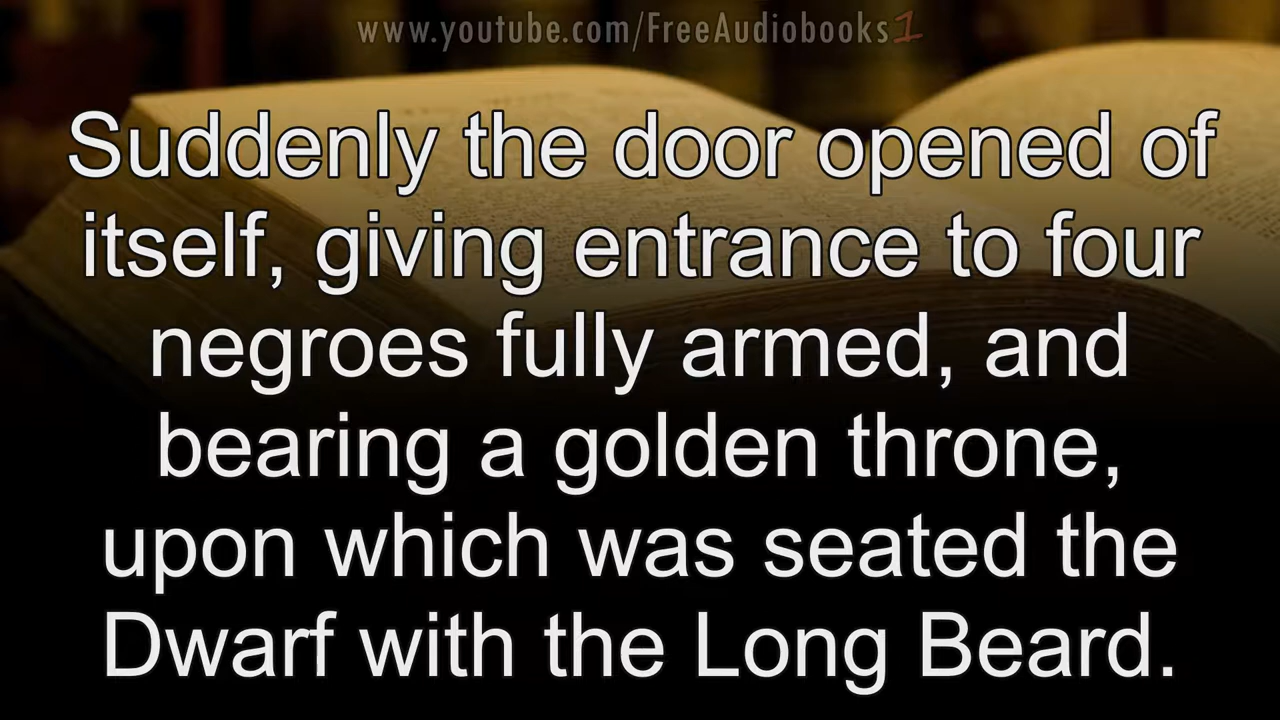 www.youtube.com/FreeAudiobooks1
Suddenly the door opened of
itself, giving entrance to four
negroes fully armed, and
bearing a golden throne,
upon which was seated the
Dwarf with the Long Beard.